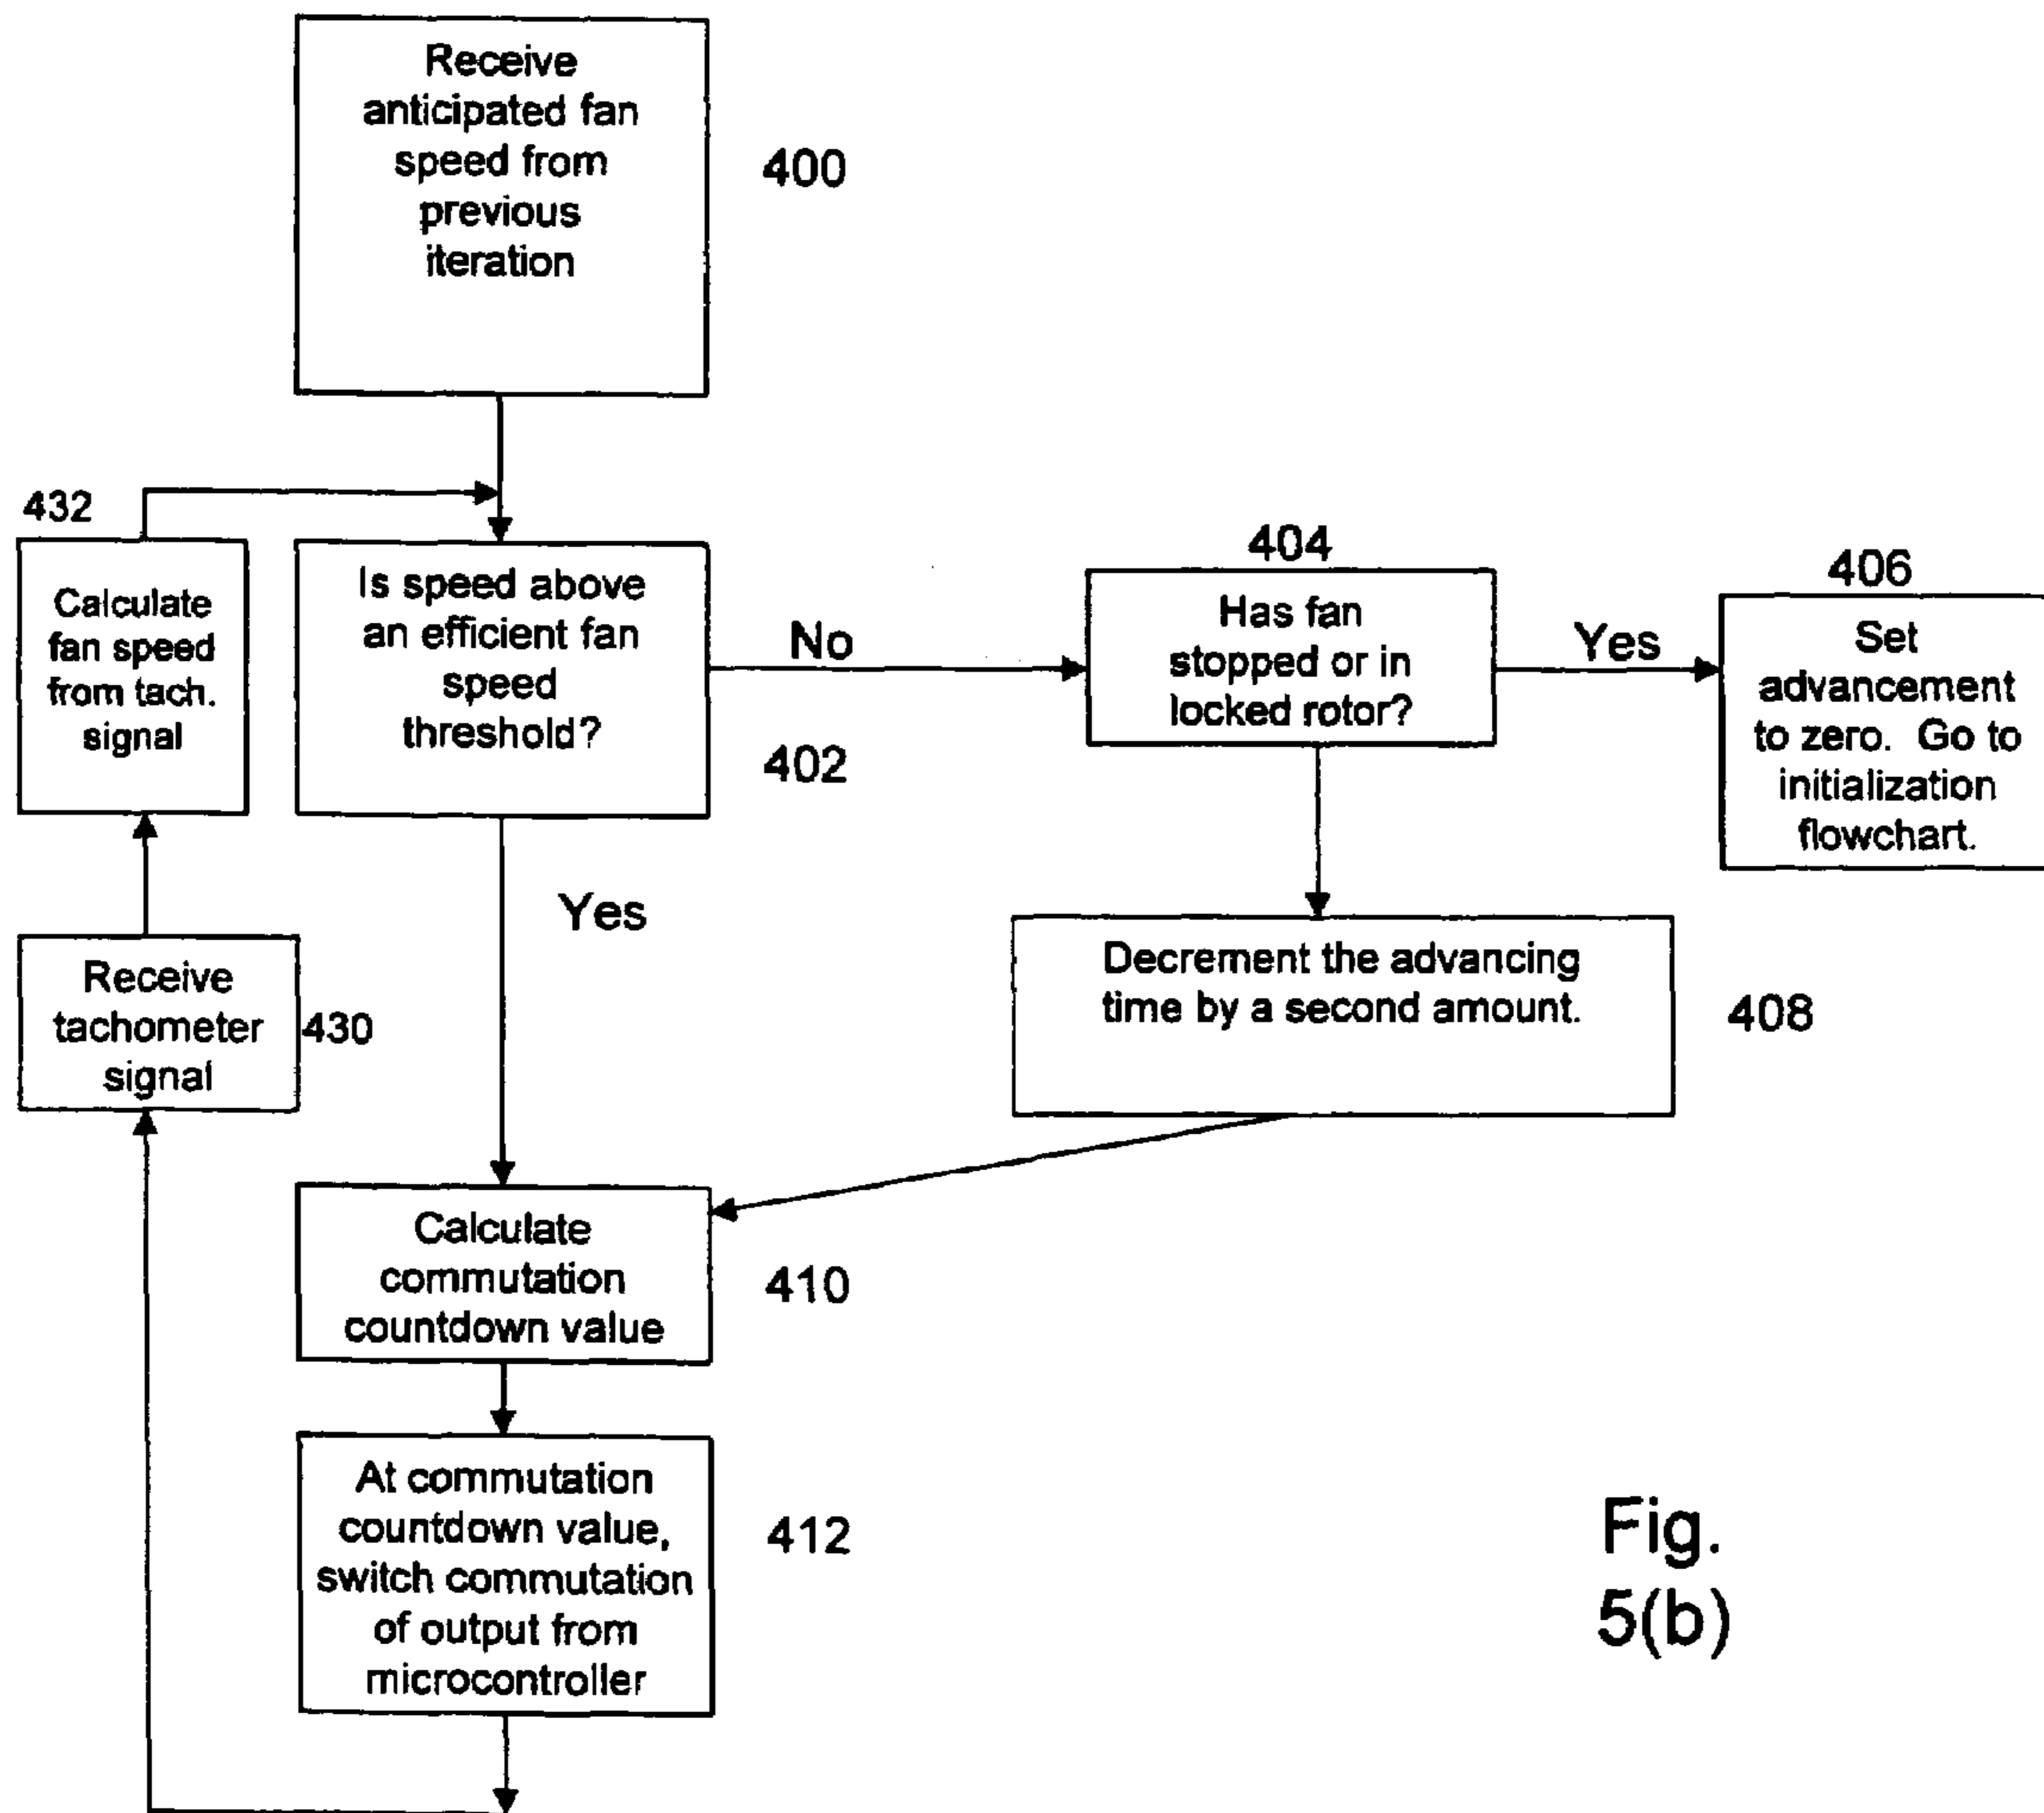 Receive
anticipated fan
speed from
previous
iteration
400
432
Calculate
fan speed
from tach.
signal
Is speed above
an efficient fan
speed
threshold?
402
No
404
Has fan
stopped or in
locked rotor?
Yes
406
Set
advancement
to zero. Go to
initialization
flowchart.
Yes
Receive
tachometer
signal
430
Decrement the advancing
time by a second amount.
408
Calculate
commutation
countdown value
410
At commutation
countdown value,
switch commutation
of output from
microcontroller
412
Fig.
5(b)